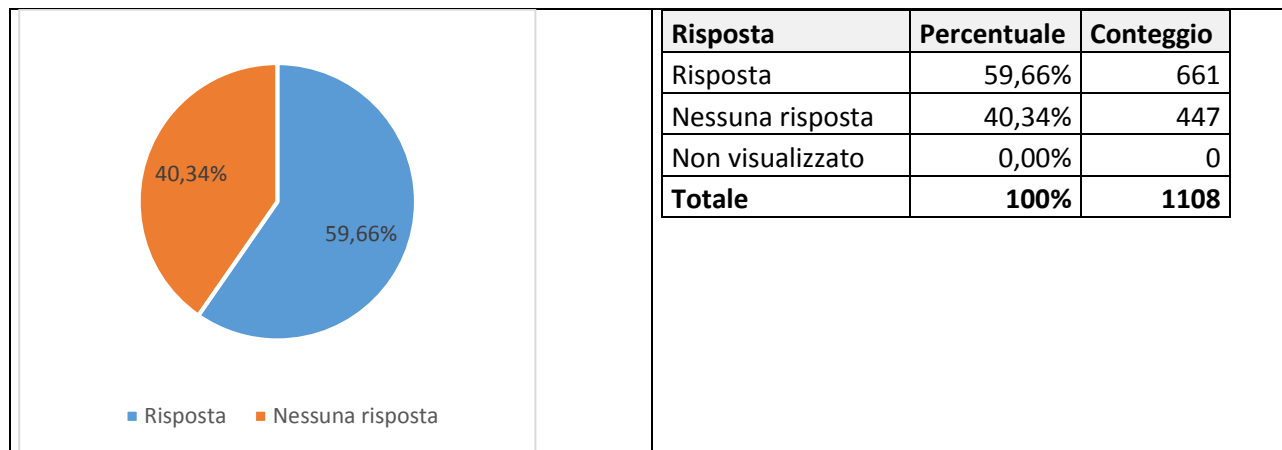 40,34%
59,66%
Risposta Nessuna risposta
Risposta Percentuale Conteggio
Risposta 59,66% 661
Nessuna risposta 40,34% 447
Non visualizzato 0,00% 0
Totale 100% 1108